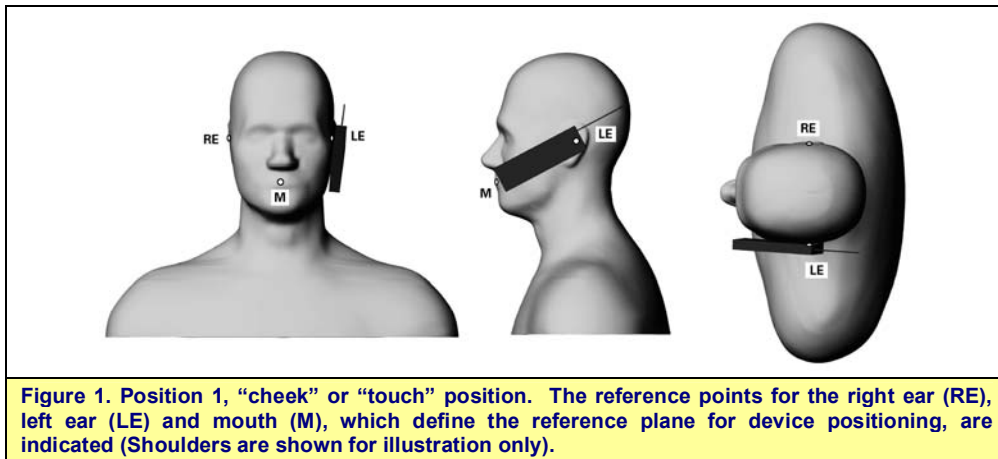 RE
LE
M
LE
M
RE
LE
Figure 1. Position 1, “cheek” or “touch” position. The reference points for the right ear (RE),
left ear (LE) and mouth (M), which define the reference plane for device positioning, are
indicated (Shoulders are shown for illustration only).